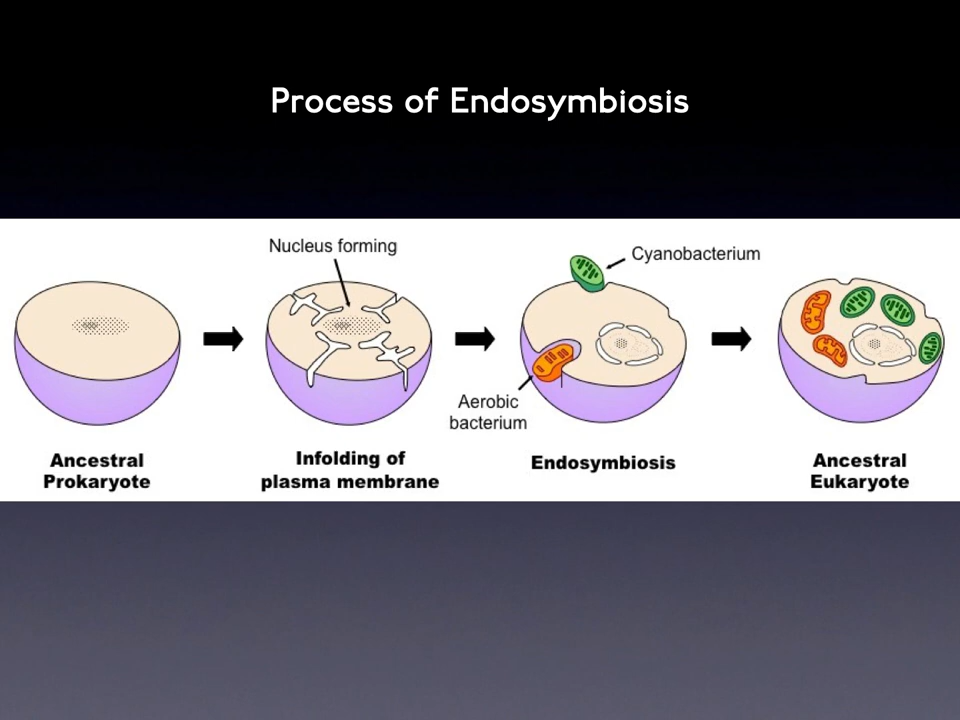 Process of Endosymbiosis
Nucleus forming
Cyanobacterium
Aerobic
bacterium
Ancestral
Prokaryote
Infolding of
plasma membrane
Endosymbiosis
Ancestral
Eukaryote